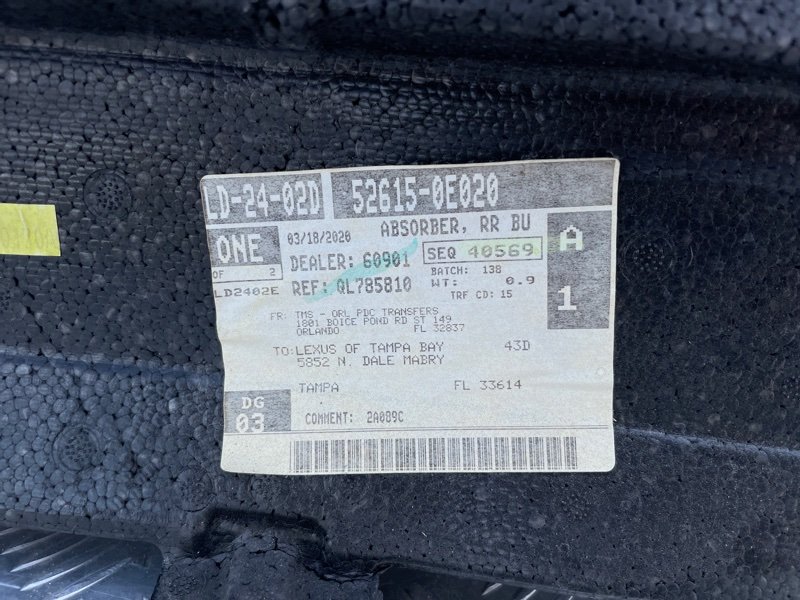 LD-24-02D 52615-0E020
ABSORBER, RR BU
ONE 03/18/2020
A
DEALER: 60901 SEQ 40569
OF 2
BATCH: 138
LD2402E REF: QL785810 WT: 0.9
1
TRF CD: 15
FR: TMS - ORL PDC TRANSFERS
1801 BOICE POND RD ST 149
ORLANDO FL 32837
TO: LEXUS OF TAMPA BAY 43D
5852 N. DALE MABRY
TAMPA FL 33614
DG
03 COMMENT: 2A089C